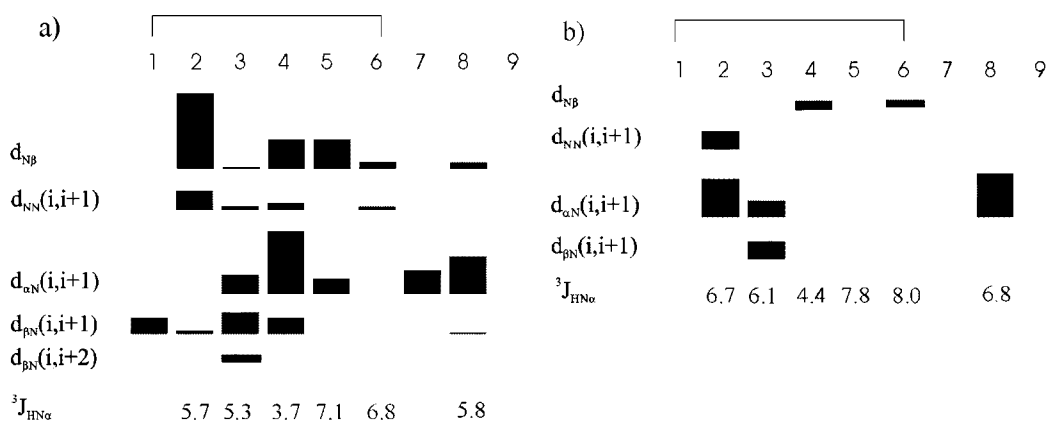 a)
1 2 3 4 5 6 7 8 9
dNβ
dNN(i,i+1)
dαN(i,i+1)
dβN(i,i+1)
dβN(i,i+2)
³JHNα 5.7 5.3 3.7 7.1 6.8 5.8
b)
1 2 3 4 5 6 7 8 9
dNβ
dNN(i,i+1)
dαN(i,i+1)
dβN(i,i+1)
³JHNα 6.7 6.1 4.4 7.8 8.0 6.8